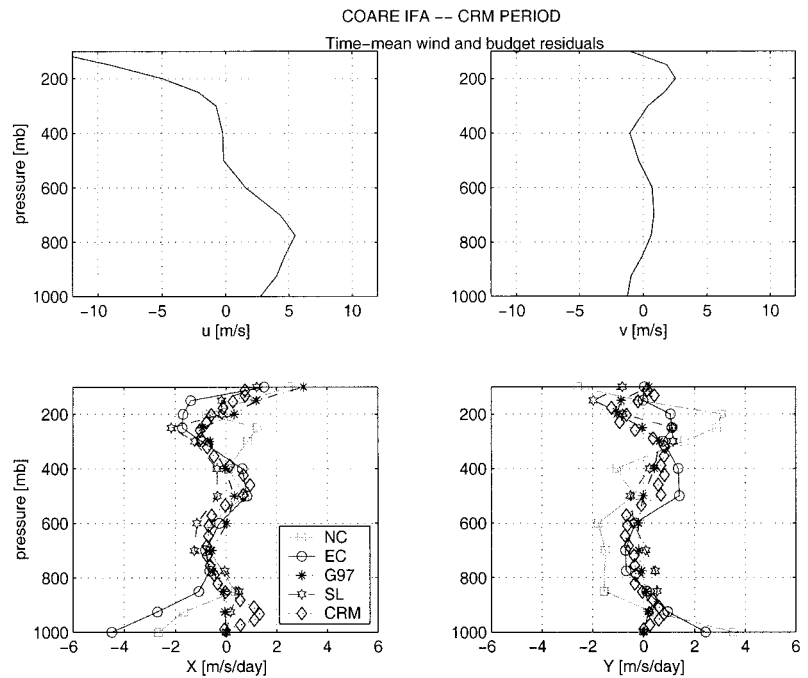 COARE IFA −− CRM PERIOD
Time−mean wind and budget residuals
200
400
600
800
1000
pressure [mb]
−10 −5 0 5 10
u [m/s]
200
400
600
800
1000
pressure [mb]
−10 −5 0 5 10
v [m/s]
200
400
600
800
1000
pressure [mb]
−6 −4 −2 0 2 4 6
X [m/s/day]
NC
EC
G97
SL
CRM
200
400
600
800
1000
−6 −4 −2 0 2 4 6
Y [m/s/day]